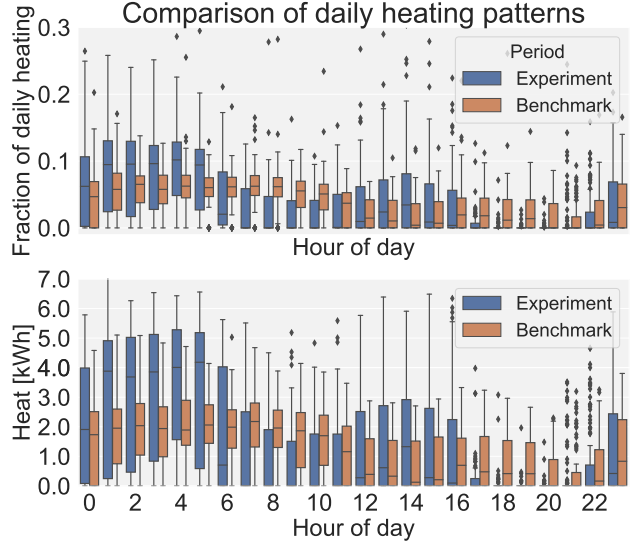 Comparison of daily heating patterns
Fraction of daily heating
0.3
0.2
0.1
0.0
Period
Experiment
Benchmark
Hour of day
Heat [kWh]
7.0
6.0
5.0
4.0
3.0
2.0
1.0
0.0
Experiment
Benchmark
0 2 4 6 8 10 12 14 16 18 20 22
Hour of day